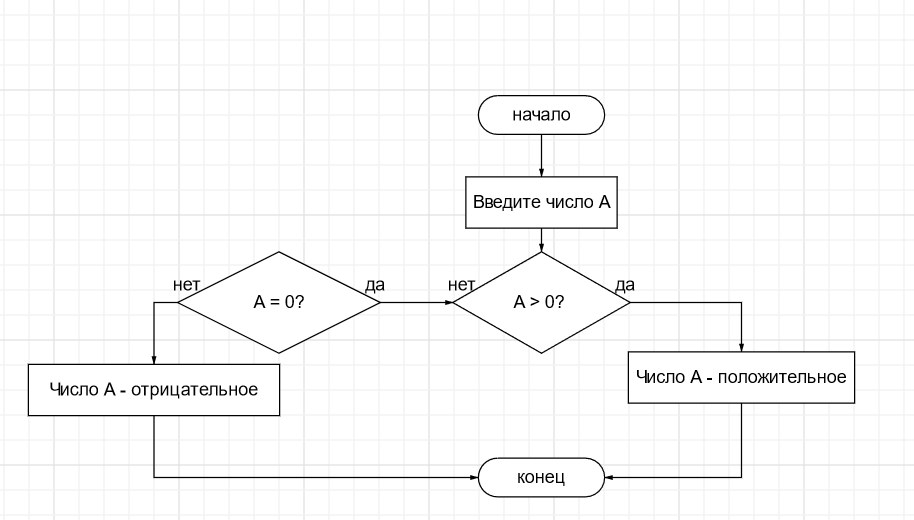 начало
Введите число А
нет
да
A = 0?
нет
да
A > 0?
Число А - отрицательное
Число А - положительное
конец